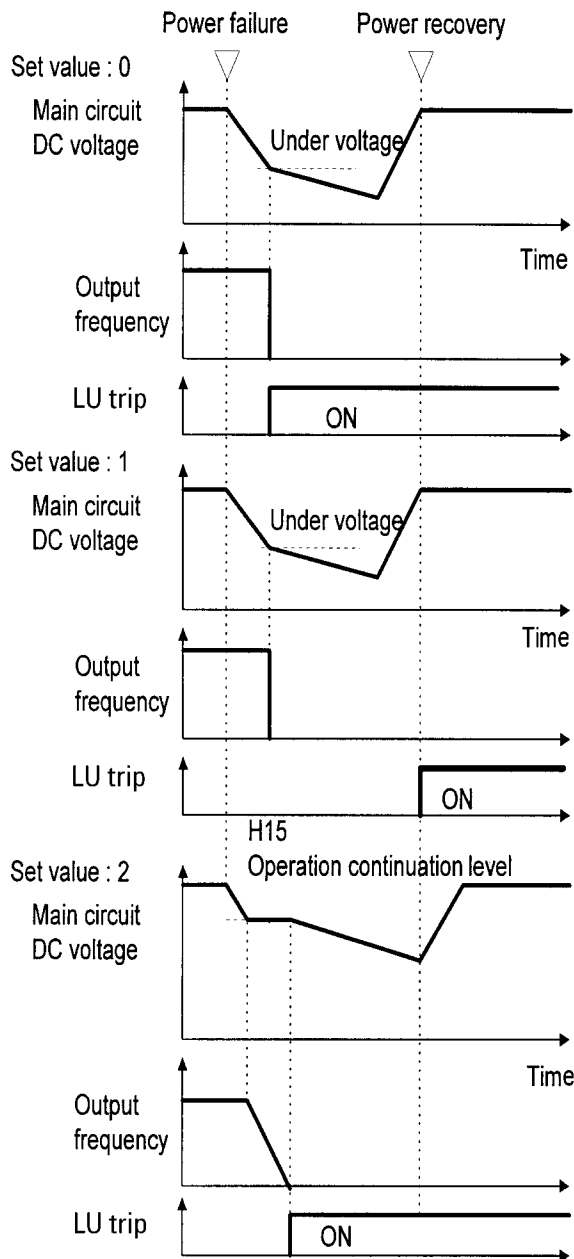 Power failure
Power recovery
Set value : 0
Main circuit
DC voltage
Under voltage
Time
Output
frequency
LU trip
ON
Set value : 1
Main circuit
DC voltage
Under voltage
Time
Output
frequency
LU trip
ON
H15
Operation continuation level
Set value : 2
Main circuit
DC voltage
Time
Output
frequency
LU trip
ON